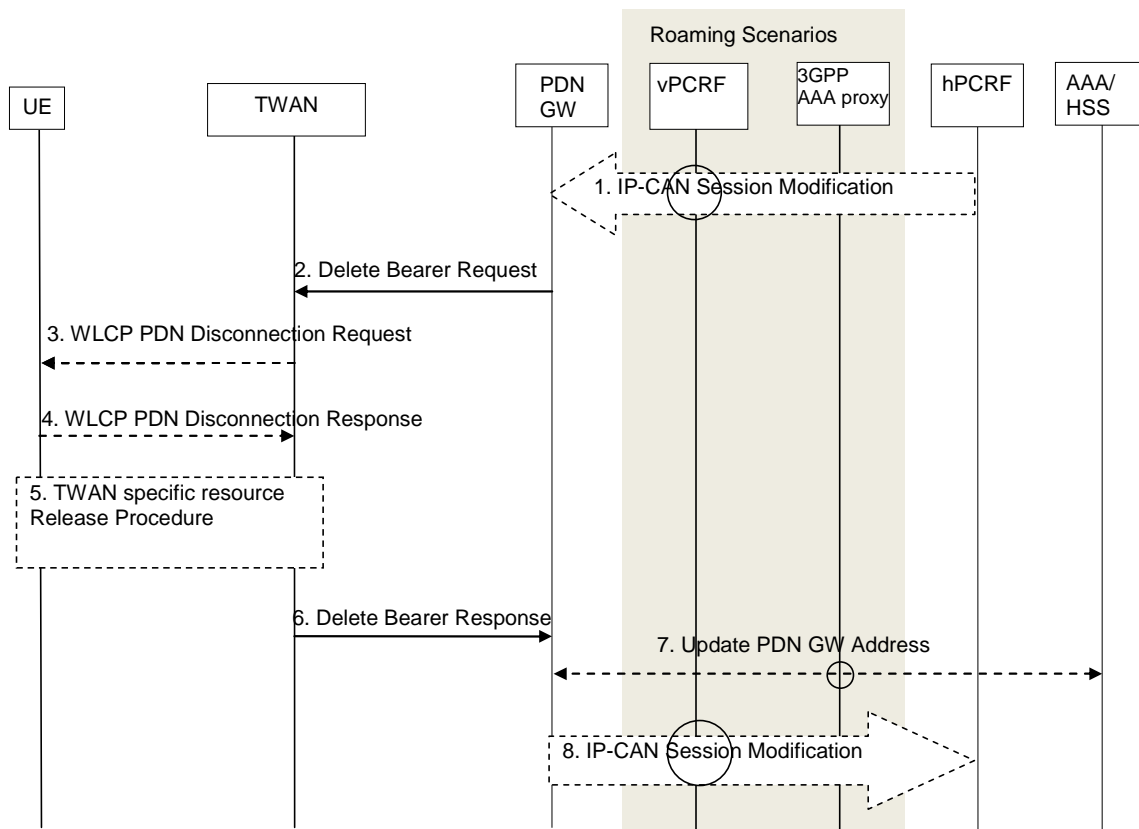 Roaming Scenarios
UE
TWAN
PDN
GW
vPCRF
3GPP
AAA proxy
hPCRF
AAA/
HSS
1. IP-CAN Session Modification
2. Delete Bearer Request
3. WLCP PDN Disconnection Request
4. WLCP PDN Disconnection Response
5. TWAN specific resource
Release Procedure
6. Delete Bearer Response
7. Update PDN GW Address
8. IP-CAN Session Modification